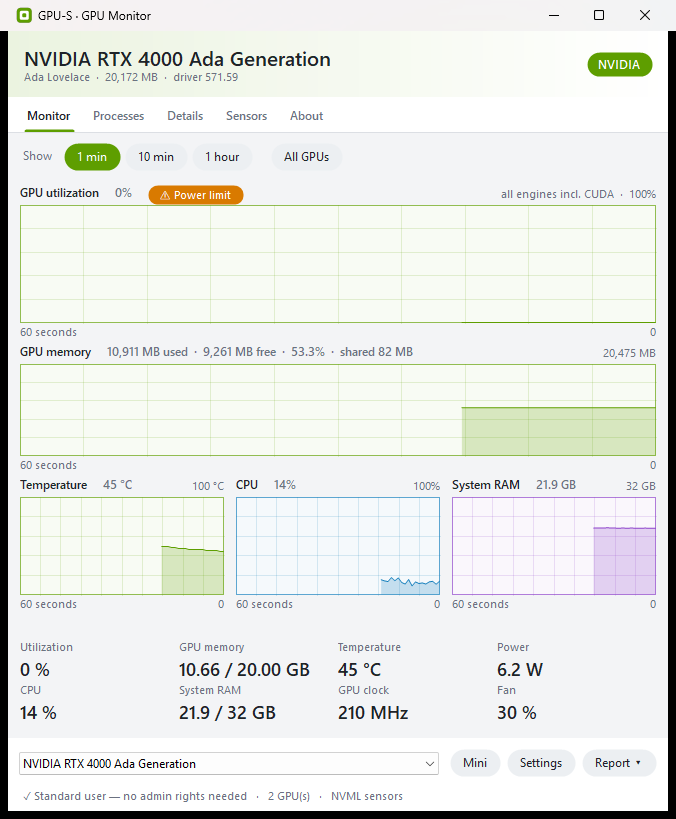 GPU-S · GPU Monitor
NVIDIA RTX 4000 Ada Generation
Ada Lovelace · 20,172 MB · driver 571.59
NVIDIA
Monitor Processes Details Sensors About
Show 1 min 10 min 1 hour All GPUs
GPU utilization 0% ⚠ Power limit all engines incl. CUDA · 100%
60 seconds 0
GPU memory 10,911 MB used · 9,261 MB free · 53.3% · shared 82 MB 20,475 MB
60 seconds 0
Temperature 45 °C 100 °C CPU 14% 100% System RAM 21.9 GB 32 GB
60 seconds 0 60 seconds 0 60 seconds 0
Utilization GPU memory Temperature Power
0 % 10.66 / 20.00 GB 45 °C 6.2 W
CPU System RAM GPU clock Fan
14 % 21.9 / 32 GB 210 MHz 30 %
NVIDIA RTX 4000 Ada Generation Mini Settings Report ▾
✓ Standard user — no admin rights needed · 2 GPU(s) · NVML sensors